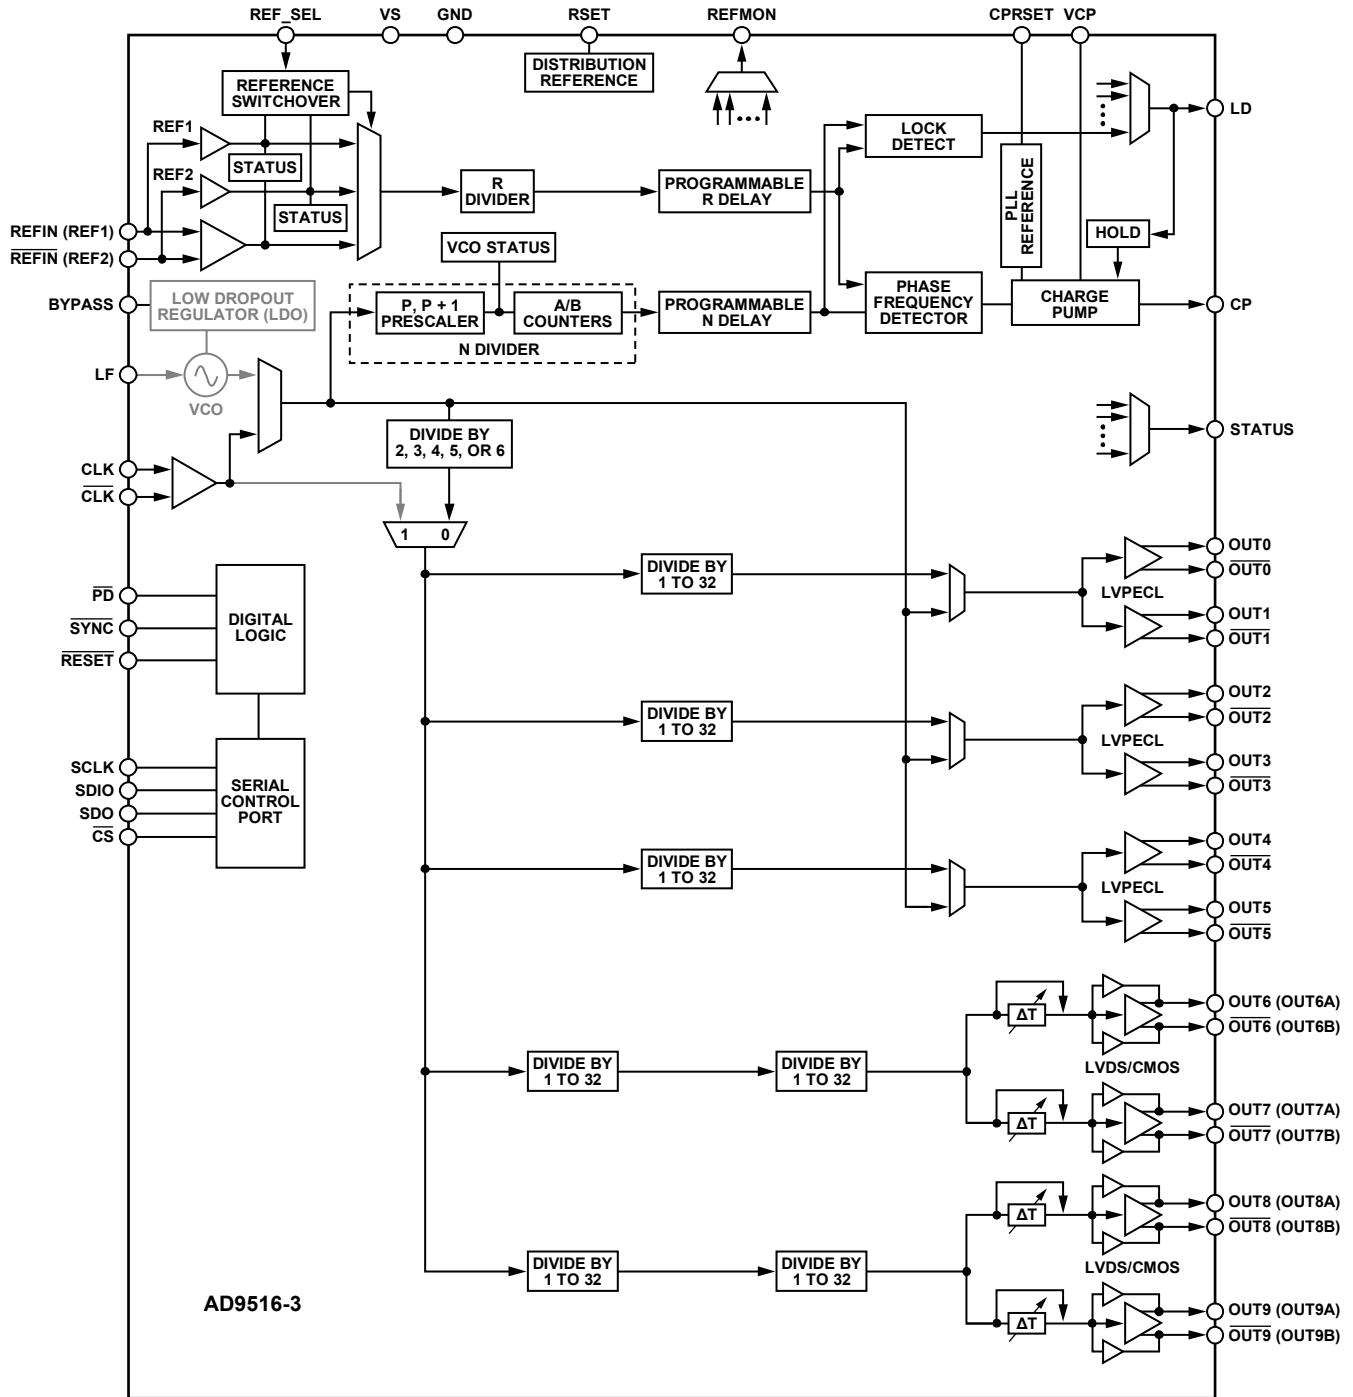 REF_SEL VS GND RSET REFMON CPRSET VCP
DISTRIBUTION
REFERENCE
REFERENCE
SWITCHOVER
REF1
STATUS
REF2
STATUS
R
DIVIDER
PROGRAMMABLE
R DELAY
LOCK
DETECT
LD
PLL
REFERENCE
HOLD
REFIN (REF1)
REFIN (REF2)
VCO STATUS
BYPASS
LOW DROPOUT
REGULATOR (LDO)
P, P + 1
PRESCALER
A/B
COUNTERS
N DIVIDER
PROGRAMMABLE
N DELAY
PHASE
FREQUENCY
DETECTOR
CHARGE
PUMP
CP
LF
VCO
STATUS
DIVIDE BY
2, 3, 4, 5, OR 6
CLK
CLK
1 0
DIVIDE BY
1 TO 32
LVPECL
OUT0
OUT0
OUT1
OUT1
PD
SYNC
RESET
DIGITAL
LOGIC
DIVIDE BY
1 TO 32
LVPECL
OUT2
OUT2
OUT3
OUT3
SCLK
SDIO
SDO
CS
SERIAL
CONTROL
PORT
DIVIDE BY
1 TO 32
LVPECL
OUT4
OUT4
OUT5
OUT5
DIVIDE BY
1 TO 32
DIVIDE BY
1 TO 32
ΔT
ΔT
LVDS/CMOS
OUT6 (OUT6A)
OUT6 (OUT6B)
OUT7 (OUT7A)
OUT7 (OUT7B)
DIVIDE BY
1 TO 32
DIVIDE BY
1 TO 32
ΔT
ΔT
LVDS/CMOS
OUT8 (OUT8A)
OUT8 (OUT8B)
OUT9 (OUT9A)
OUT9 (OUT9B)
AD9516-3